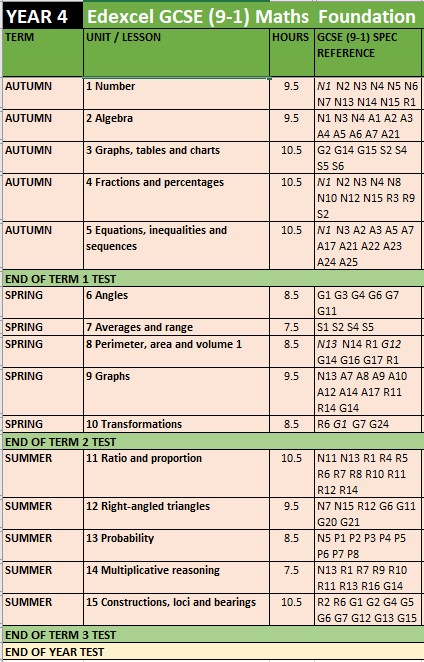 YEAR 4 Edexcel GCSE (9-1) Maths Foundation
TERM UNIT / LESSON HOURS GCSE (9-1) SPEC
REFERENCE
AUTUMN 1 Number 9.5 N1 N2 N3 N4 N5 N6
N7 N13 N14 N15 R1
AUTUMN 2 Algebra 9.5 N1 N3 N4 A1 A2 A3
A4 A5 A6 A7 A21
AUTUMN 3 Graphs, tables and charts 10.5 G2 G14 G15 S2 S4
S5 S6
AUTUMN 4 Fractions and percentages 10.5 N1 N2 N3 N4 N8
N10 N12 N15 R3 R9
S2
AUTUMN 5 Equations, inequalities and 10.5 N1 N3 A2 A3 A5 A7
sequences A17 A21 A22 A23
A24 A25
END OF TERM 1 TEST
SPRING 6 Angles 8.5 G1 G3 G4 G6 G7
G11
SPRING 7 Averages and range 7.5 S1 S2 S4 S5
SPRING 8 Perimeter, area and volume 1 8.5 N13 N14 R1 G12
G14 G16 G17 R1
SPRING 9 Graphs 9.5 N13 A7 A8 A9 A10
A12 A14 A17 R11
R14 G14
SPRING 10 Transformations 8.5 R6 G1 G7 G24
END OF TERM 2 TEST
SUMMER 11 Ratio and proportion 10.5 N11 N13 R1 R4 R5
R6 R7 R8 R10 R11
R12 R14
SUMMER 12 Right-angled triangles 9.5 N7 N15 R12 G6 G11
G20 G21
SUMMER 13 Probability 8.5 N5 P1 P2 P3 P4 P5
P6 P7 P8
SUMMER 14 Multiplicative reasoning 7.5 N13 R1 R7 R9 R10
R11 R13 R16 G14
SUMMER 15 Constructions, loci and bearings 10.5 R2 R6 G1 G2 G4 G5
G6 G7 G12 G13 G15
END OF TERM 3 TEST
END OF YEAR TEST